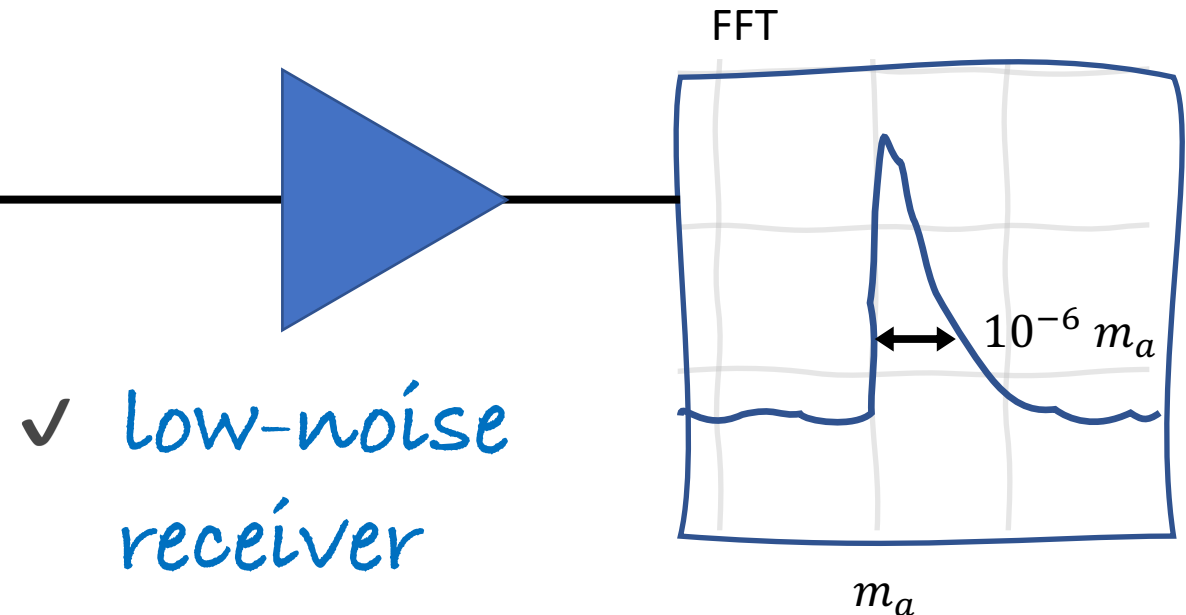 FFT
10⁻⁶ mₐ
✓ low-noise
receiver
mₐ